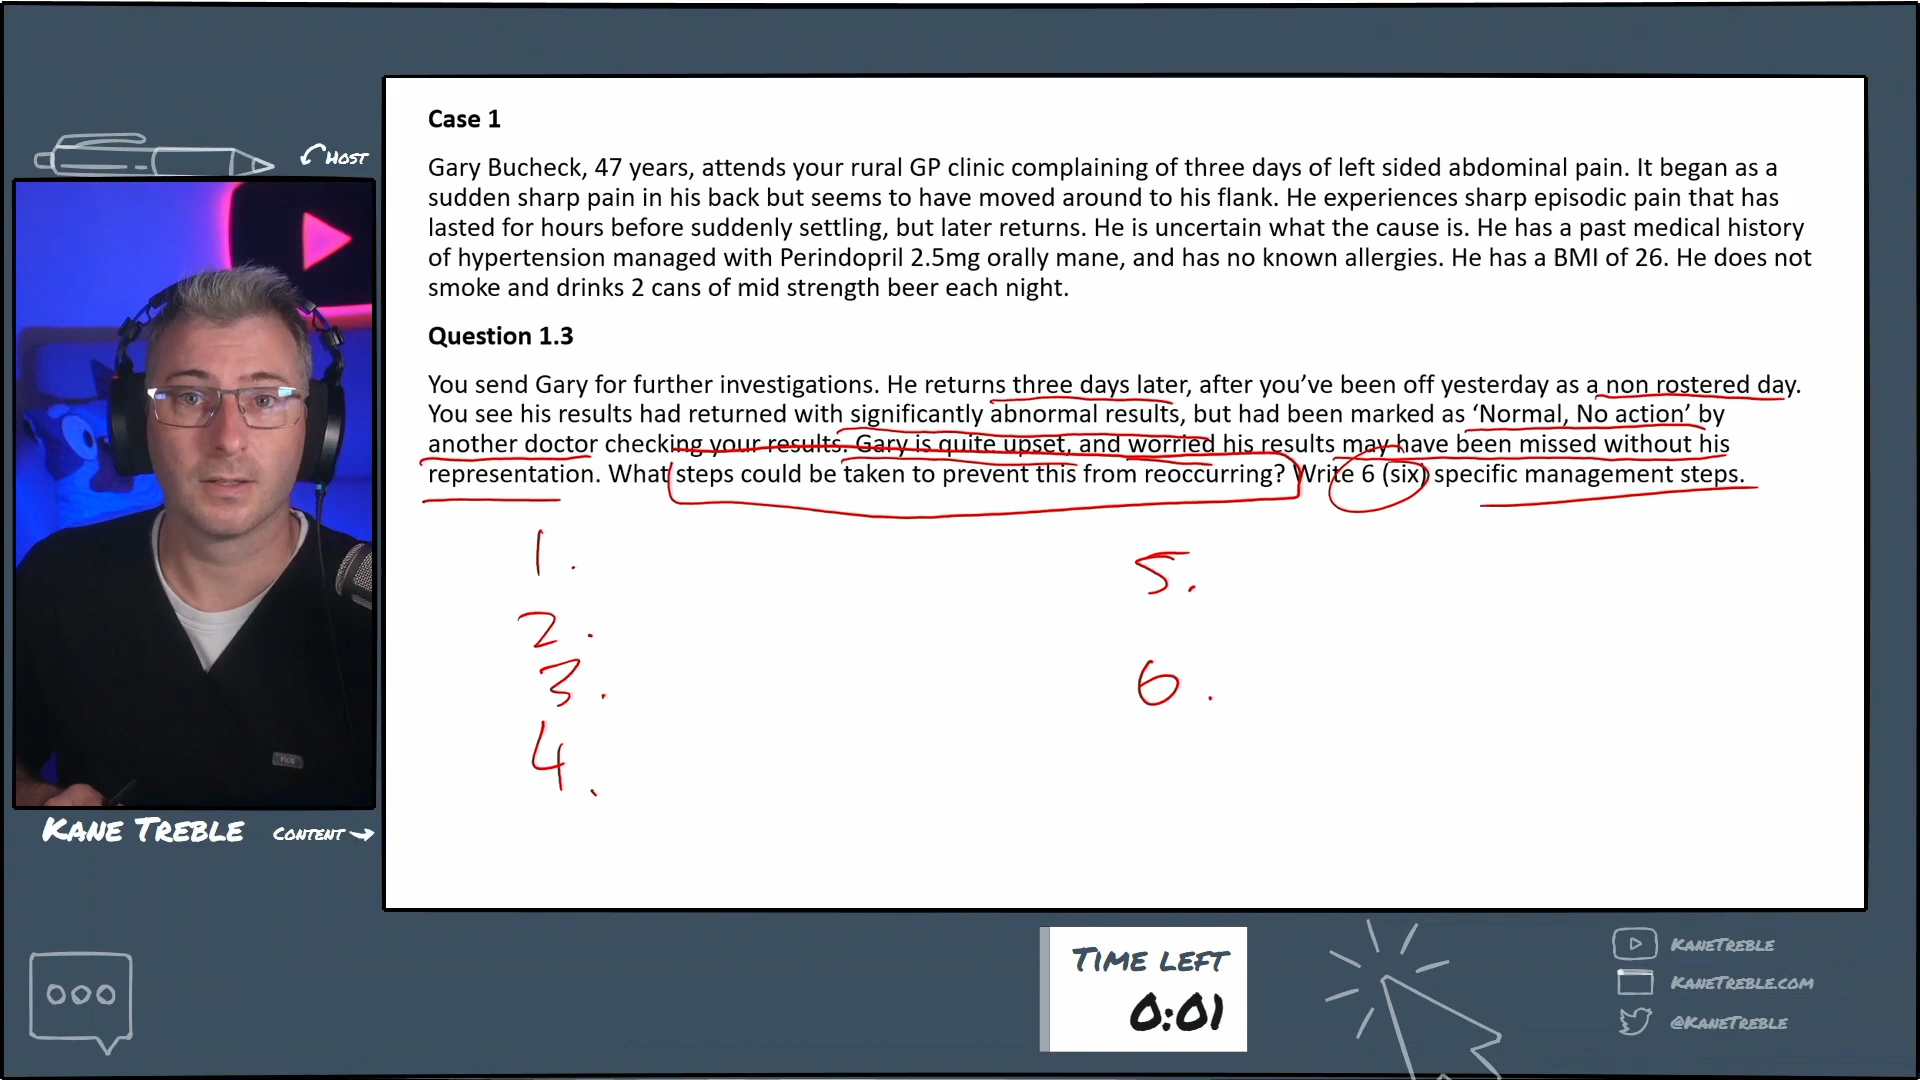 Host
Kane Treble
Content
Case 1
Gary Bucheck, 47 years, attends your rural GP clinic complaining of three days of left sided abdominal pain. It began as a
sudden sharp pain in his back but seems to have moved around to his flank. He experiences sharp episodic pain that has
lasted for hours before suddenly settling, but later returns. He is uncertain what the cause is. He has a past medical history
of hypertension managed with Perindopril 2.5mg orally mane, and has no known allergies. He has a BMI of 26. He does not
smoke and drinks 2 cans of mid strength beer each night.
Question 1.3
You send Gary for further investigations. He returns three days later, after you’ve been off yesterday as a non rostered day.
You see his results had returned with significantly abnormal results, but had been marked as ‘Normal, No action’ by
another doctor checking your results. Gary is quite upset, and worried his results may have been missed without his
representation. What steps could be taken to prevent this from reoccurring? Write 6 (six) specific management steps.
1.
2.
3.
4.
5.
6.
Time left
0:01
KaneTreble
KaneTreble.com
@KaneTreble